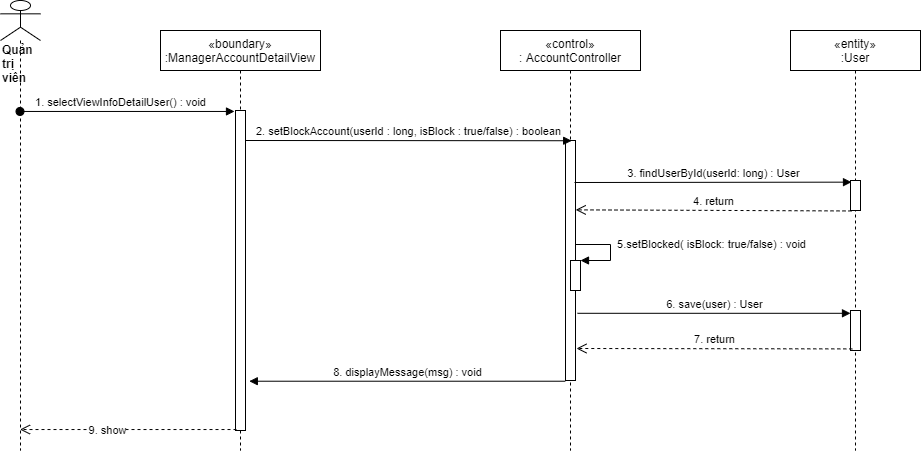 Quản
trị
viên
«boundary»
:ManagerAccountDetailView
«control»
: AccountController
«entity»
:User
1. selectViewInfoDetailUser() : void
2. setBlockAccount(userId : long, isBlock : true/false) : boolean
3. findUserById(userId: long) : User
4. return
5.setBlocked( isBlock: true/false) : void
6. save(user) : User
7. return
8. displayMessage(msg) : void
9. show